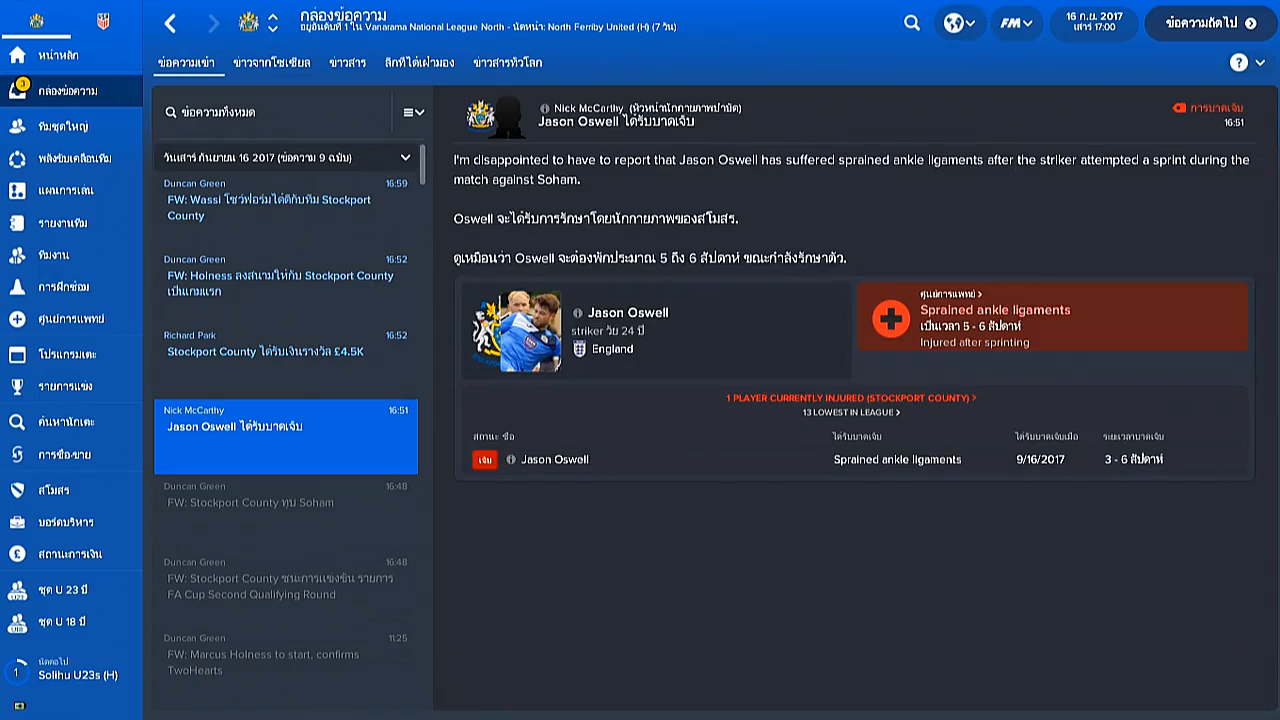 กล่องข้อความ
อยู่อันดับที่ 1 ใน Vanarama National League North - นัดหน้า: North Ferriby United (H) (7 วัน)
FM
16 ก.ย. 2017
เสาร์ 17:00
ข้อความถัดไป
ข้อความเข้า
ข่าวจากโซเชียล
ข่าวสาร
ลีกที่ได้เฝ้ามอง
ข่าวสารทั่วโลก
หน้าหลัก
3
กล่องข้อความ
ทีมชุดใหญ่
พลังขับเคลื่อนทีม
แผนการเล่น
รายงานทีม
ทีมงาน
การฝึกซ้อม
ศูนย์การแพทย์
โปรแกรมเตะ
รายการแข่ง
ค้นหานักเตะ
การซื้อ-ขาย
สโมสร
บอร์ดบริหาร
สถานะการเงิน
U23
ชุด U 23 ปี
U18
ชุด U 18 ปี
1
นัดต่อไป
Solihu U23s (H)
ข้อความทั้งหมด
วันเสาร์ กันยายน 16 2017 (ข้อความ 9 ฉบับ)
Duncan Green 16:59
FW: Wassi โชว์ฟอร์มได้ดีกับทีม Stockport
County
Duncan Green 16:52
FW: Holness ลงสนามให้กับ Stockport County
เป็นเกมแรก
Richard Park 16:52
Stockport County ได้รับเงินรางวัล £4.5K
Nick McCarthy 16:51
Jason Oswell ได้รับบาดเจ็บ
Duncan Green 16:48
FW: Stockport County ทุบ Soham
Duncan Green 16:48
FW: Stockport County ชนะการแข่งขัน รายการ
FA Cup Second Qualifying Round
Duncan Green 11:25
FW: Marcus Holness to start, confirms
TwoHearts
Nick McCarthy (หัวหน้านักกายภาพบำบัด)
Jason Oswell ได้รับบาดเจ็บ
การบาดเจ็บ
16:51
I'm disappointed to have to report that Jason Oswell has suffered sprained ankle ligaments after the striker attempted a sprint during the
match against Soham.
Oswell จะได้รับการรักษาโดยนักกายภาพของสโมสร.
ดูเหมือนว่า Oswell จะต้องพักประมาณ 5 ถึง 6 สัปดาห์ ขณะกำลังรักษาตัว.
Jason Oswell
striker วัย 24 ปี
England
ศูนย์การแพทย์ >
Sprained ankle ligaments
เป็นเวลา 5 - 6 สัปดาห์
Injured after sprinting
1 PLAYER CURRENTLY INJURED (STOCKPORT COUNTY) >
13 LOWEST IN LEAGUE >
สถานะ ชื่อ ได้รับบาดเจ็บ ได้รับบาดเจ็บเมื่อ ระยะเวลาบาดเจ็บ
เจ็บ Jason Oswell Sprained ankle ligaments 9/16/2017 3 - 6 สัปดาห์